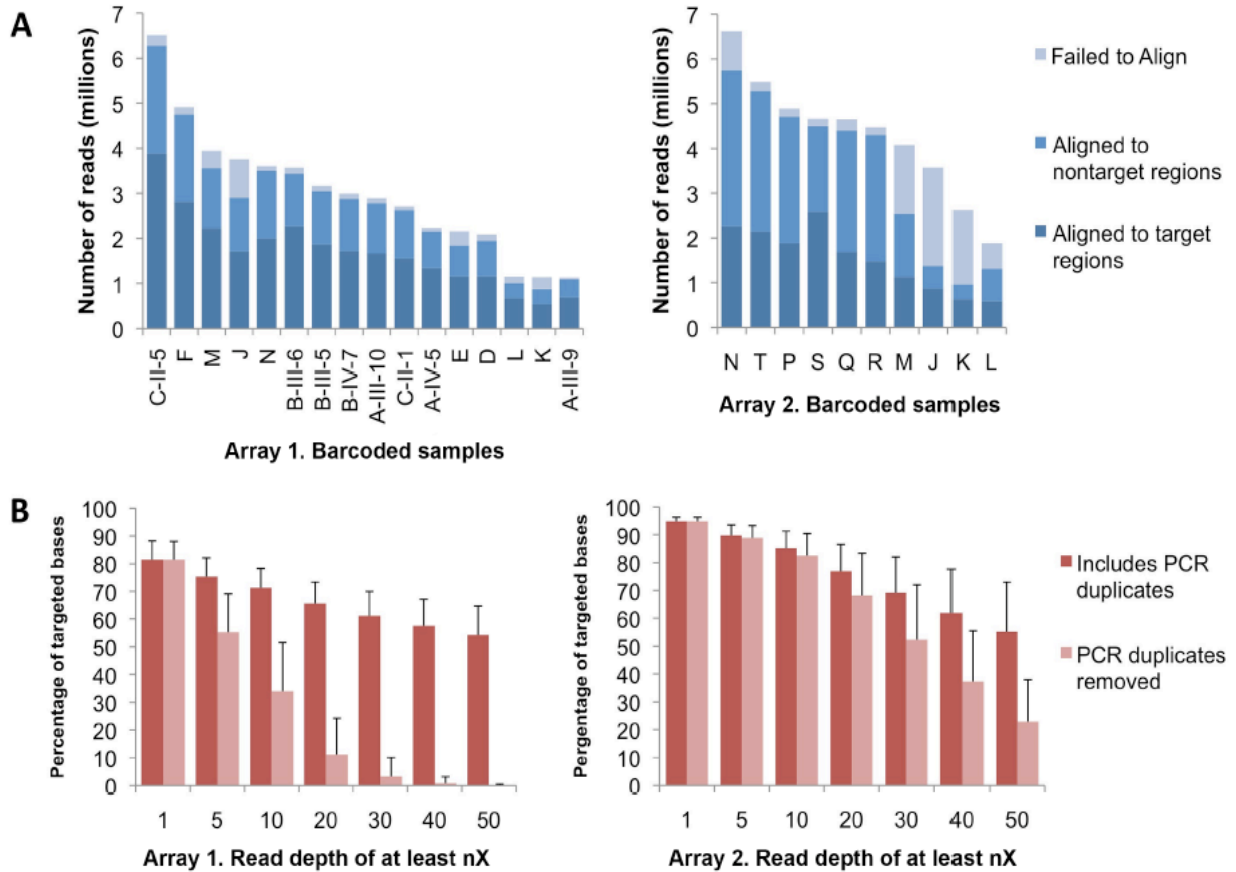 A
Number of reads (millions)
7
6
5
4
3
2
1
0
C-II-5
F
M
J
N
B-III-6
B-III-5
B-IV-7
A-III-10
C-II-1
A-IV-5
E
D
L
K
A-III-9
Array 1. Barcoded samples
Number of reads (millions)
7
6
5
4
3
2
1
0
N
T
P
S
Q
R
M
J
K
L
Array 2. Barcoded samples
Failed to Align
Aligned to
nontarget regions
Aligned to target
regions
B
Percentage of targeted bases
100
90
80
70
60
50
40
30
20
10
0
1
5
10
20
30
40
50
Array 1. Read depth of at least nX
Pergentage of targeted bases
100
90
80
70
60
50
40
30
20
10
0
1
5
10
20
30
40
50
Array 2. Read depth of at least nX
Includes PCR
duplicates
PCR duplicates
removed